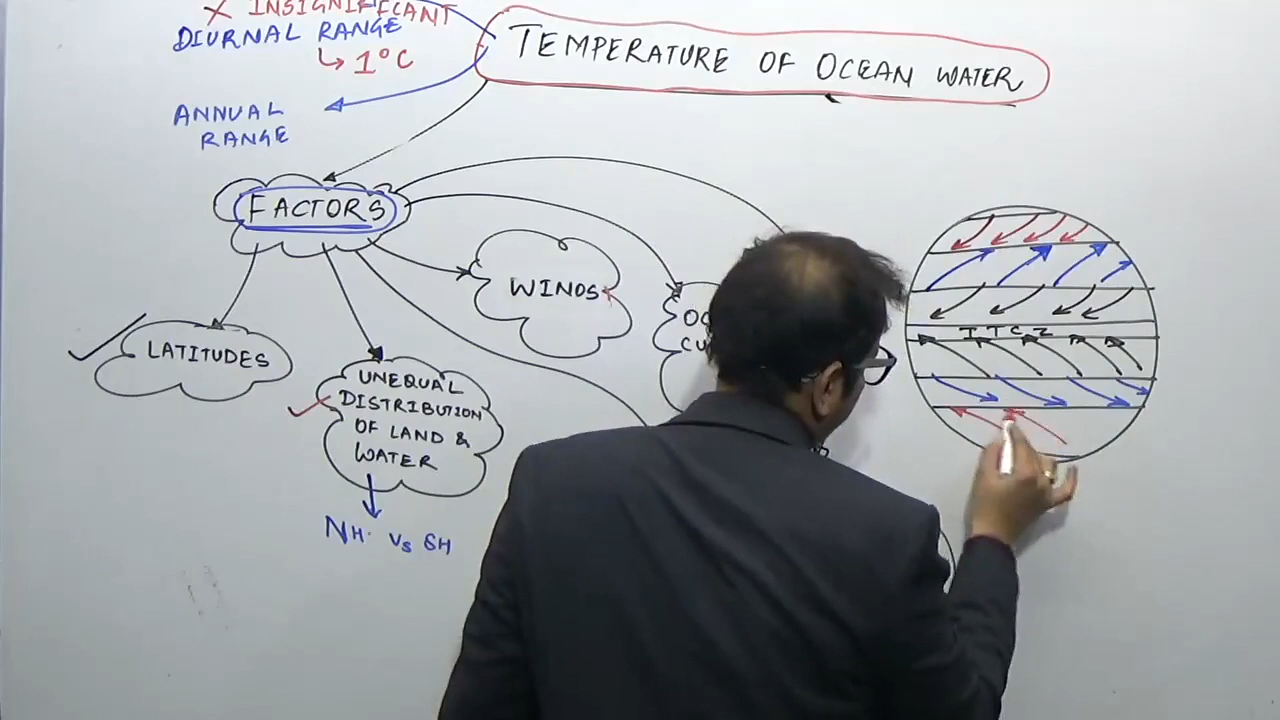 X INSIGNIFICANT
DIURNAL RANGE
↳ 1°C
TEMPERATURE OF OCEAN WATER
ANNUAL
RANGE
FACTORS
WINDS
LATITUDES
UNEQUAL
DISTRIBUTION
OF LAND &
WATER
NH. Vs SH
I T C Z